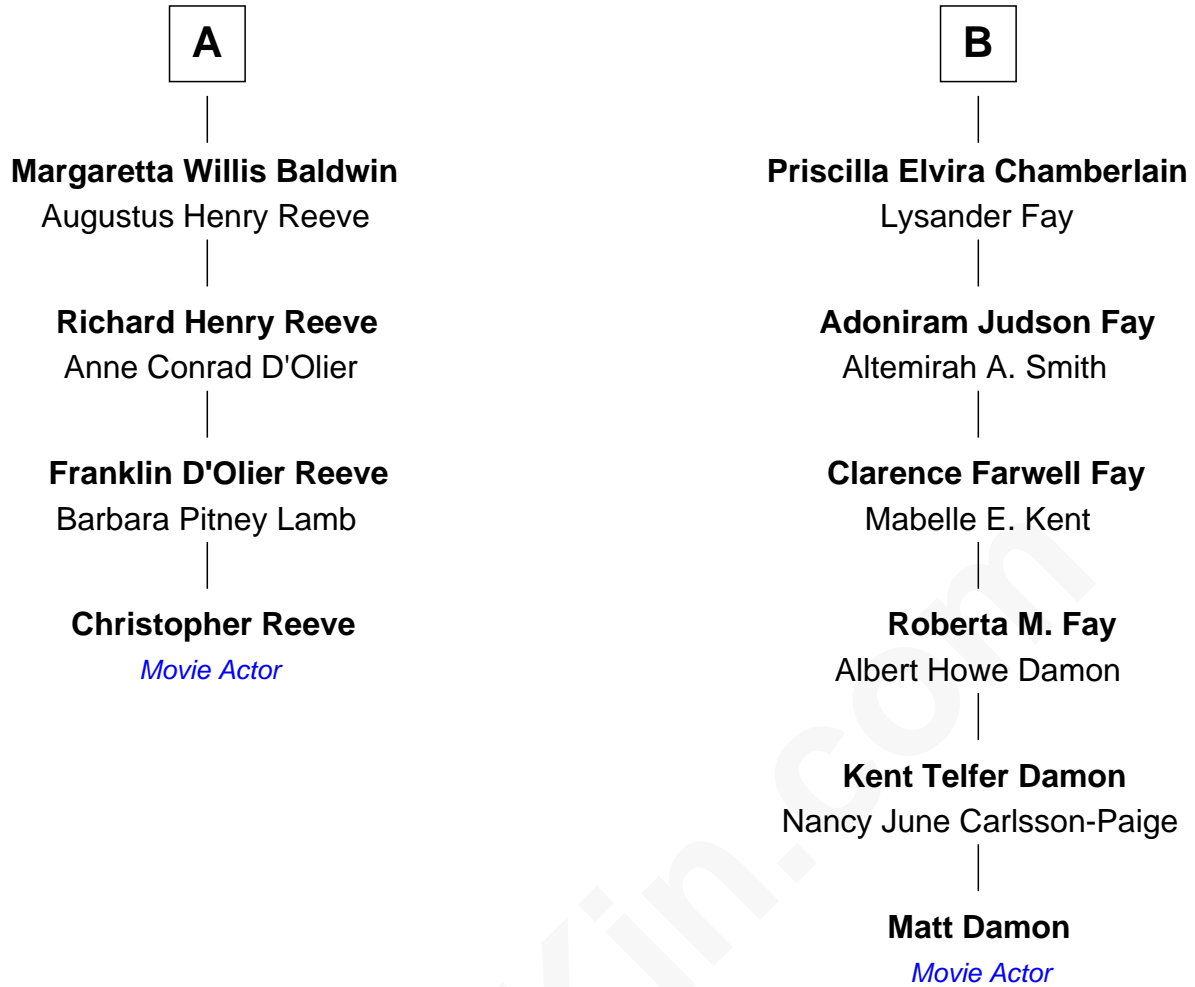 A
Margaretta Willis Baldwin
Augustus Henry Reeve
Richard Henry Reeve
Anne Conrad D'Olier
Franklin D'Olier Reeve
Barbara Pitney Lamb
Christopher Reeve
Movie Actor
B
Priscilla Elvira Chamberlain
Lysander Fay
Adoniram Judson Fay
Altemirah A. Smith
Clarence Farwell Fay
Mabelle E. Kent
Roberta M. Fay
Albert Howe Damon
Kent Telfer Damon
Nancy June Carlsson-Paige
Matt Damon
Movie Actor
Kin.com